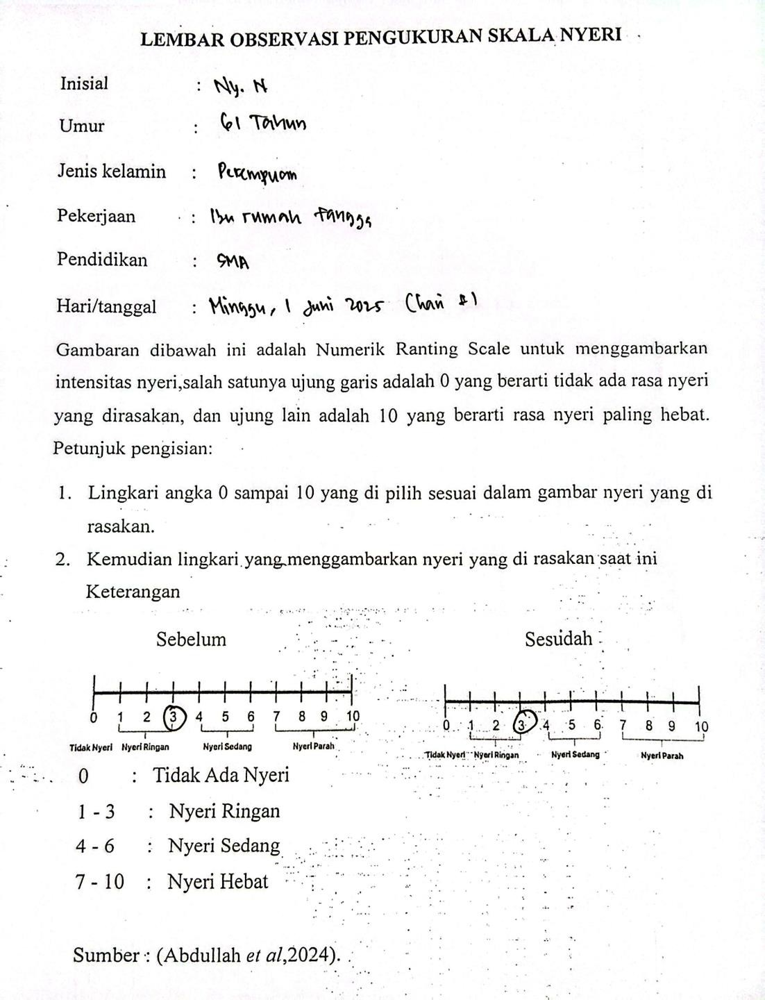 LEMBAR OBSERVASI PENGUKURAN SKALA NYERI
Inisial : Ny. N
Umur : 61 Tahun
Jenis kelamin : Perempuan
Pekerjaan : Ibu rumah tangga
Pendidikan : SMA
Hari/tanggal : Minggu, 1 Juni 2025 (hari
Gambaran dibawah ini adalah Numerik Ranting Scale untuk menggambarkan
intensitas nyeri,salah satunya ujung garis adalah 0 yang berarti tidak ada rasa nyeri
yang dirasakan, dan ujung lain adalah 10 yang berarti rasa nyeri paling hebat.
Petunjuk pengisian:
1. Lingkari angka 0 sampai 10 yang di pilih sesuai dalam gambar nyeri yang di
rasakan.
2. Kemudian lingkari yang menggambarkan nyeri yang di rasakan saat ini
Keterangan
Sebelum
0 1 2 3 4 5 6 7 8 9 10
Tidak Nyeri Nyeri Ringan Nyeri Sedang Nyeri Parah
Sesudah
0 1 2 3 4 5 6 7 8 9 10
Tidak Nyeri Nyeri Ringan Nyeri Sedang Nyeri Parah
0 : Tidak Ada Nyeri
1 - 3 : Nyeri Ringan
4 - 6 : Nyeri Sedang
7 - 10 : Nyeri Hebat
Sumber : (Abdullah et al,2024).